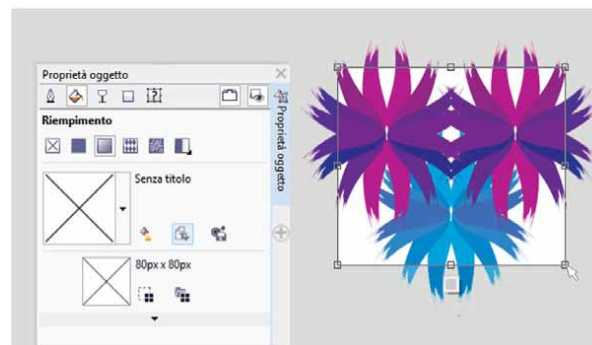 Proprietà oggetto
Riempimento
Senza titolo
80px x 80px
Proprietà oggetto